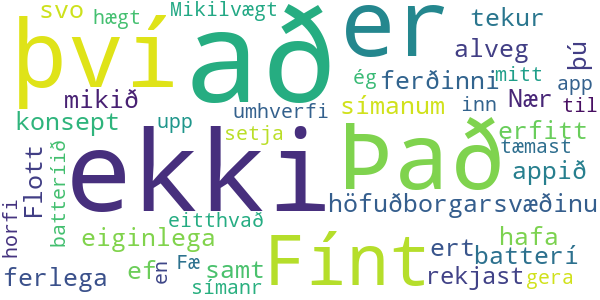 svo
hægt
Mikilvægt
er
tekur
því
að
alveg
þú
mikið
ég
ferðinni
mitt
app
konsept
upp
umhverfi
símanum
inn
Nær
til
ekki
Það
setja
erfitt
tæmast
Flott
batteríið
appið
höfuðborgarsvæðinu
horfi
eitthvað
eiginlega
Fínt
ert
hafa
ferlega
ef
en
Fæ
samt
símanr
rekjast
batterí
gera